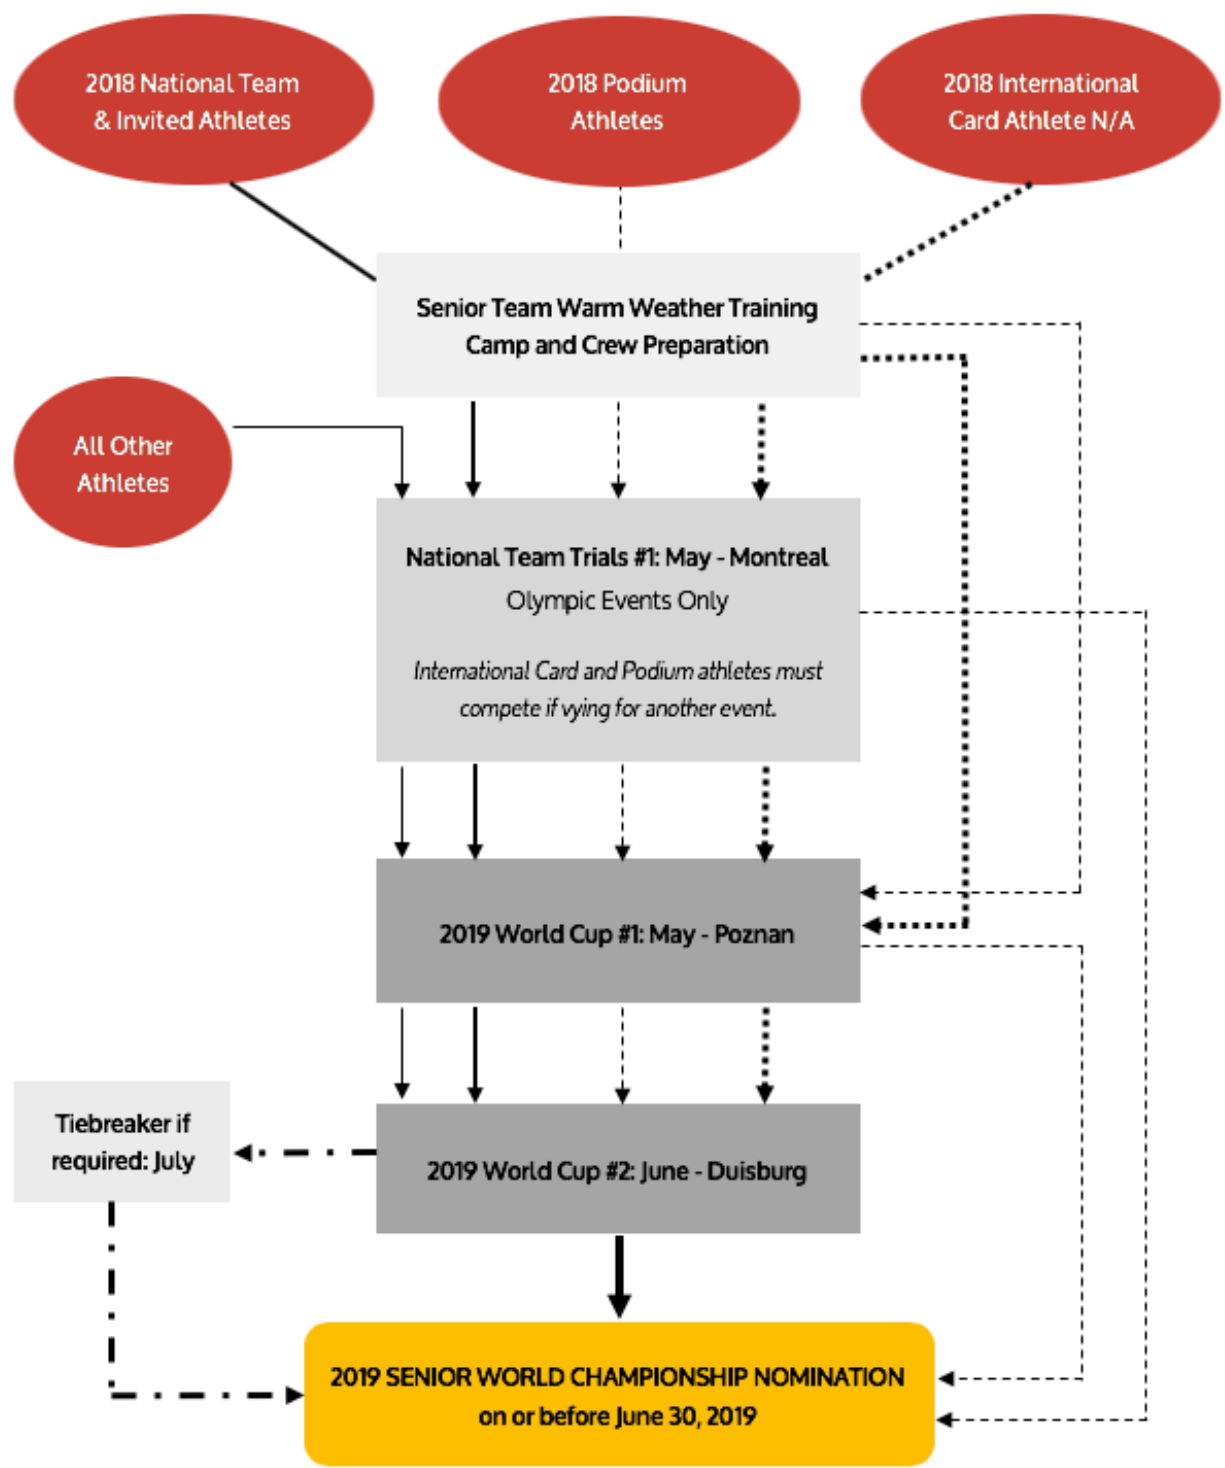 2018 National Team
& Invited Athletes
2018 Podium
Athletes
2018 International
Card Athlete N/A
Senior Team Warm Weather Training
Camp and Crew Preparation
All Other
Athletes
National Team Trials #1: May - Montreal
Olympic Events Only
International Card and Podium athletes must
compete if vying for another event.
2019 World Cup #1: May - Poznan
Tiebreaker if
required: July
2019 World Cup #2: June - Duisburg
2019 SENIOR WORLD CHAMPIONSHIP NOMINATION
on or before June 30, 2019